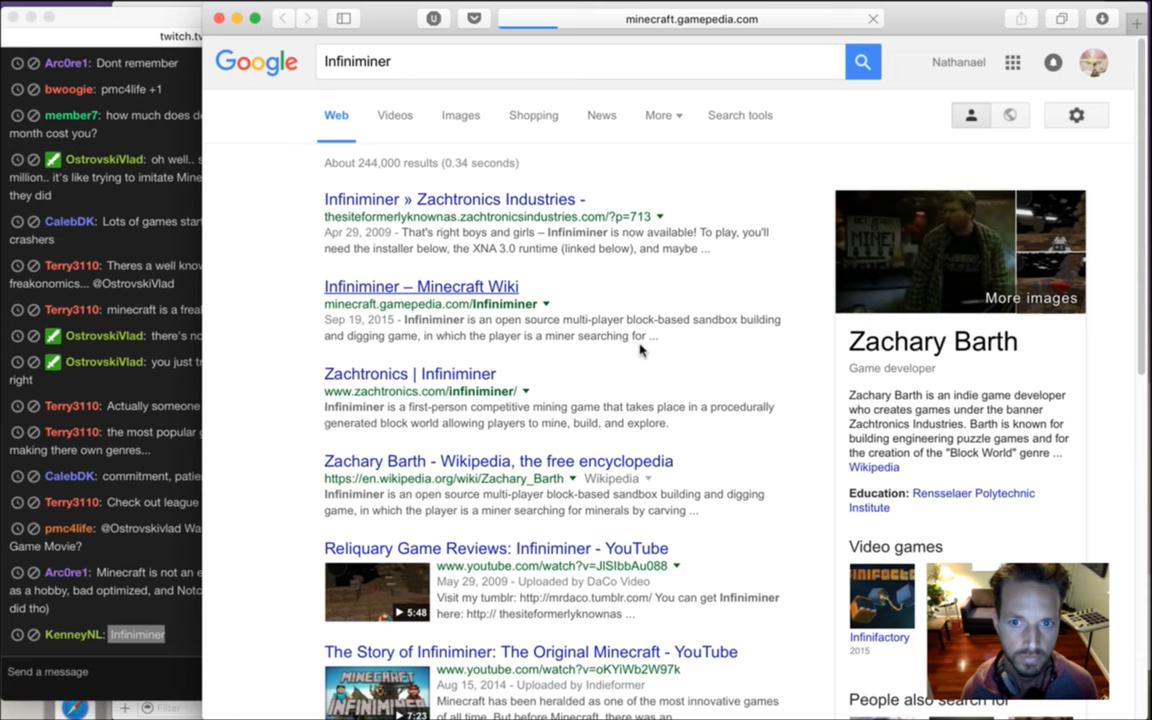 twitch.tv
Arc0re1: Dont remember
bwoogie: pmc4life +1
member7: how much does d
month cost you?
OstrovskiVlad: oh well.. s
million.. it's like trying to imitate Mine
they did
CalebDK: Lots of games star
crashers
Terry3110: Theres a well know
freakonomics... @OstrovskiVlad
Terry3110: minecraft is a freal
OstrovskiVlad: there's no
OstrovskiVlad: you just tr
right
Terry3110: Actually someone
Terry3110: the most popular g
making there own genres...
CalebDK: commitment, patie
Terry3110: Check out league
pmc4life: @Ostrovskivlad Wa
Game Movie?
Arc0re1: Minecraft is not an e
as a hobby, bad optimized, and Notc
did tho)
KenneyNL: Infiniminer
Send a message
Filter
minecraft.gamepedia.com
Google
Infiniminer
Nathanael
Web Videos Images Shopping News More Search tools
About 244,000 results (0.34 seconds)
Infiniminer » Zachtronics Industries -
thesiteformerlyknownas.zachtronicsindustries.com/?p=713
Apr 29, 2009 - That's right boys and girls – Infiniminer is now available! To play, you'll
need the installer below, the XNA 3.0 runtime (linked below), and maybe ...
Infiniminer – Minecraft Wiki
minecraft.gamepedia.com/Infiniminer
Sep 19, 2015 - Infiniminer is an open source multi-player block-based sandbox building
and digging game, in which the player is a miner searching for ...
Zachtronics | Infiniminer
www.zachtronics.com/infiniminer/
Infiniminer is a first-person competitive mining game that takes place in a procedurally
generated block world allowing players to mine, build, and explore.
Zachary Barth - Wikipedia, the free encyclopedia
https://en.wikipedia.org/wiki/Zachary_Barth Wikipedia
Infiniminer is an open source multi-player block-based sandbox building and digging
game, in which the player is a miner searching for minerals by carving ...
Reliquary Game Reviews: Infiniminer - YouTube
www.youtube.com/watch?v=JlSIbbAu088
May 29, 2009 - Uploaded by DaCo Video
Visit my tumblr: http://mrdaco.tumblr.com/ You can get Infiniminer
here: http:// thesiteformerlyknownas ...
5:48
The Story of Infiniminer: The Original Minecraft - YouTube
www.youtube.com/watch?v=oKYiWb2W97k
Aug 15, 2014 - Uploaded by Indieformer
Minecraft has been heralded as one of the most innovative games
of all time. But before Minecraft, there was an
MINECRAFT
INFINIMINER
7:23
More images
Zachary Barth
Game developer
Zachary Barth is an indie game developer
who creates games under the banner
Zachtronics Industries. Barth is known for
building engineering puzzle games and for
the creation of the "Block World" genre ...
Wikipedia
Education: Rensselaer Polytechnic
Institute
Video games
Infinifactory
2015
People also search for